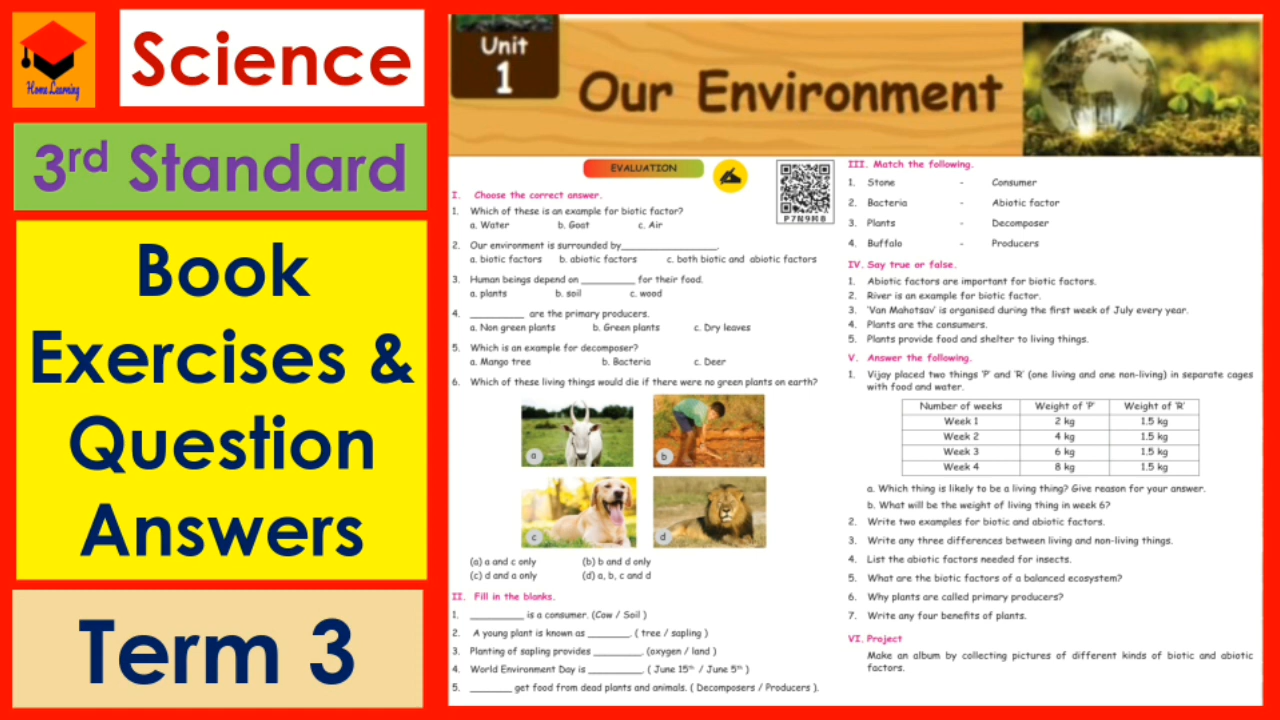 Home Learning
Science
3rd Standard
Book
Exercises &
Question
Answers
Term 3
Unit
1
Our Environment
EVALUATION
P7N9M8
I. Choose the correct answer.
1. Which of these is an example for biotic factor?
a. Water b. Goat c. Air
2. Our environment is surrounded by_________________.
a. biotic factors b. abiotic factors c. both biotic and abiotic factors
3. Human beings depend on _________ for their food.
a. plants b. soil c. wood
4. _________ are the primary producers.
a. Non green plants b. Green plants c. Dry leaves
5. Which is an example for decomposer?
a. Mango tree b. Bacteria c. Deer
6. Which of these living things would die if there were no green plants on earth?
a b
c d
(a) a and c only (b) b and d only
(c) d and a only (d) a, b, c and d
II. Fill in the blanks.
1. _________ is a consumer. (Cow / Soil )
2. A young plant is known as _______. ( tree / sapling )
3. Planting of sapling provides ________. (oxygen / land )
4. World Environment Day is _________. ( June 15th / June 5th )
5. _______ get food from dead plants and animals. ( Decomposers / Producers ).
III. Match the following.
1. Stone - Consumer
2. Bacteria - Abiotic factor
3. Plants - Decomposer
4. Buffalo - Producers
IV. Say true or false.
1. Abiotic factors are important for biotic factors.
2. River is an example for biotic factor.
3. 'Van Mahotsav' is organised during the first week of July every year.
4. Plants are the consumers.
5. Plants provide food and shelter to living things.
V. Answer the following.
1. Vijay placed two things 'P' and 'R' (one living and one non-living) in separate cages
with food and water.
Number of weeks Weight of 'P' Weight of 'R'
Week 1 2 kg 1.5 kg
Week 2 4 kg 1.5 kg
Week 3 6 kg 1.5 kg
Week 4 8 kg 1.5 kg
a. Which thing is likely to be a living thing? Give reason for your answer.
b. What will be the weight of living thing in week 6?
2. Write two examples for biotic and abiotic factors.
3. Write any three differences between living and non-living things.
4. List the abiotic factors needed for insects.
5. What are the biotic factors of a balanced ecosystem?
6. Why plants are called primary producers?
7. Write any four benefits of plants.
VI. Project
Make an album by collecting pictures of different kinds of biotic and abiotic
factors.